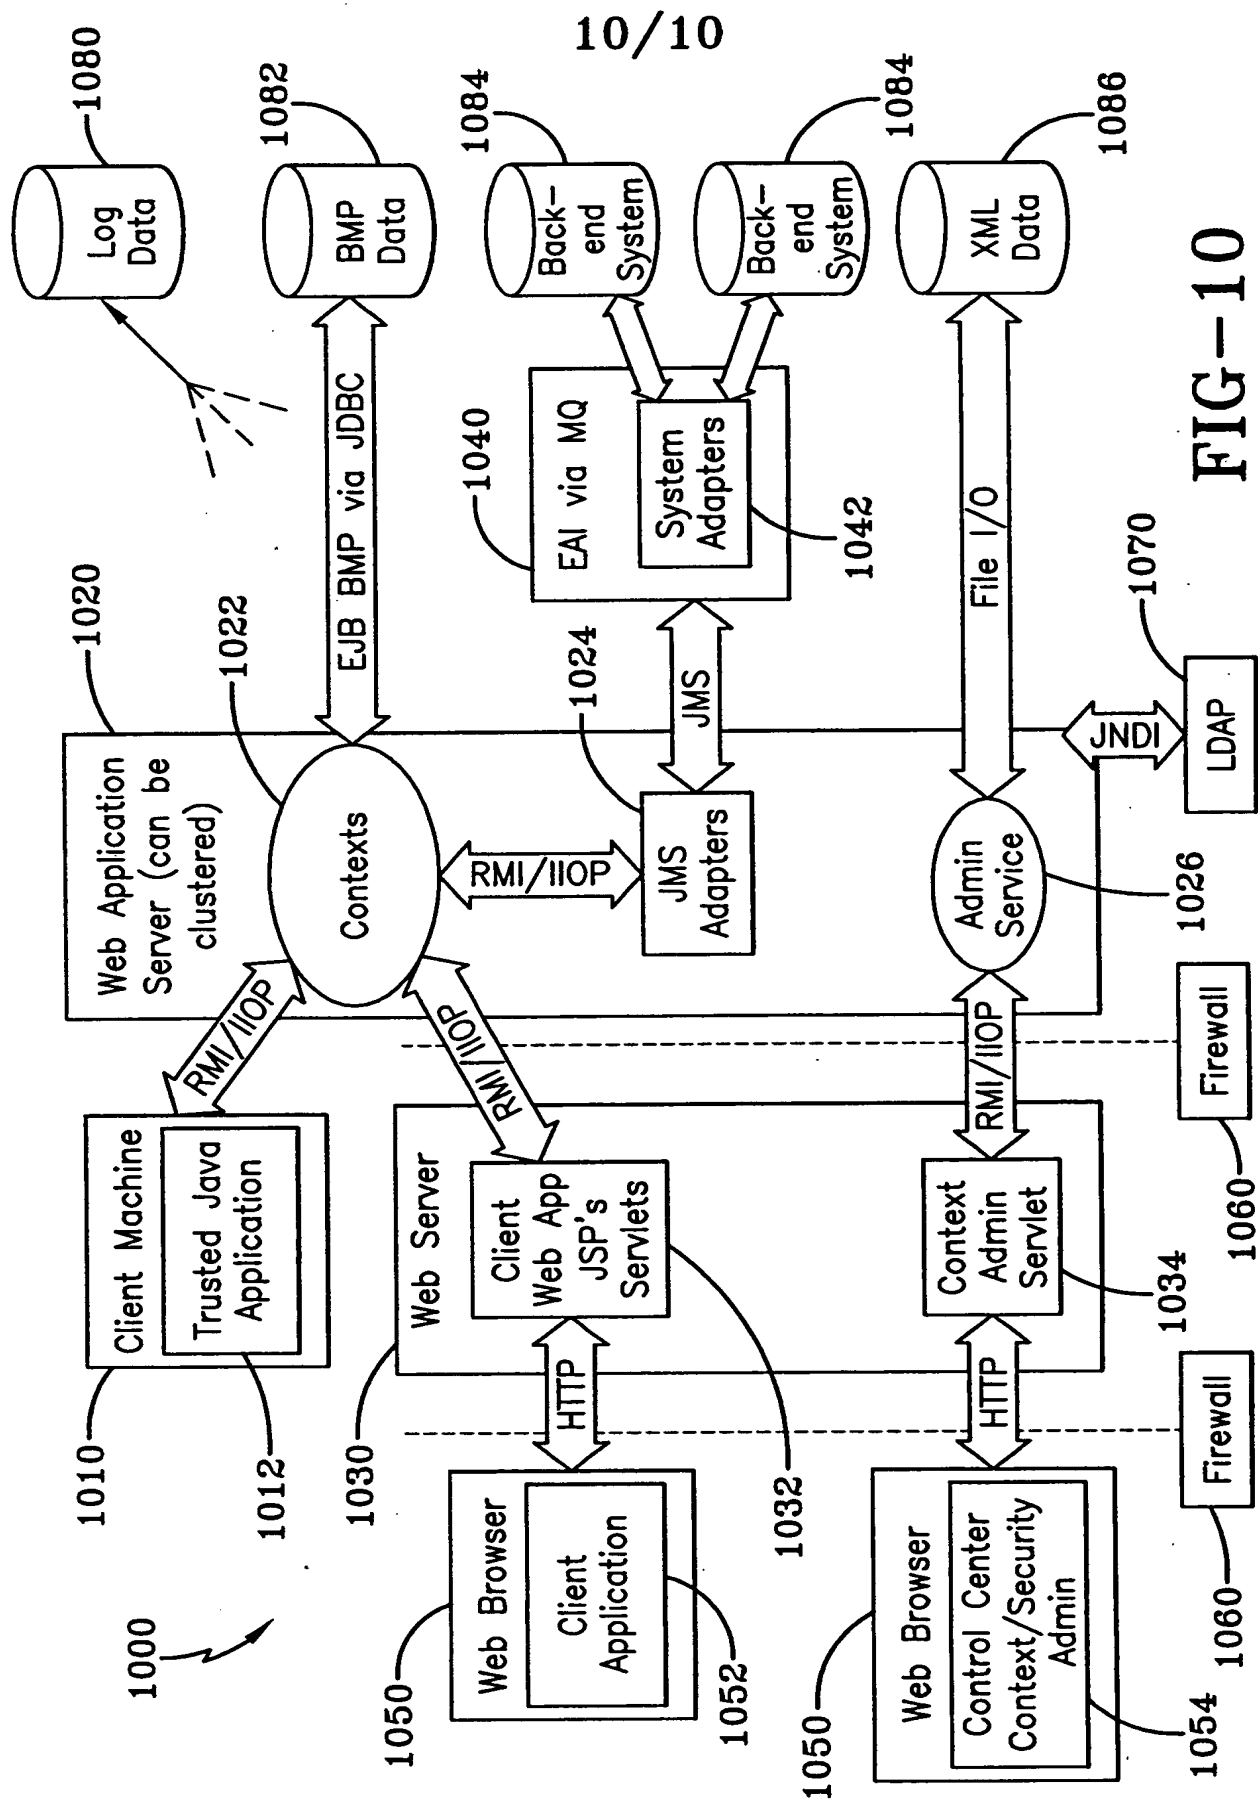 10/10
1000
1010
Client Machine
Trusted Java
Application
1012
RMI/IIOP
1020
Web Application
Server (can be
clustered)
1022
Contexts
EJB BMP via JDBC
1080
Log
Data
1082
BMP
Data
1030
Web Server
Client
Web App
JSP's
Servlets
1032
RMI/IIOP
RMI/IIOP
1024
JMS
Adapters
JMS
1040
EAI via MQ
System
Adapters
1042
1084
Back-
end
System
Back-
end
System
1084
1050
Web Browser
Client
Application
1052
HTTP
1050
Web Browser
Control Center
Context/Security
Admin
1054
HTTP
Context
Admin
Servlet
1034
RMI/IIOP
Admin
Service
1026
File I/O
XML
Data
1086
JNDI
LDAP
1070
Firewall
1060
Firewall
1060
FIG-10